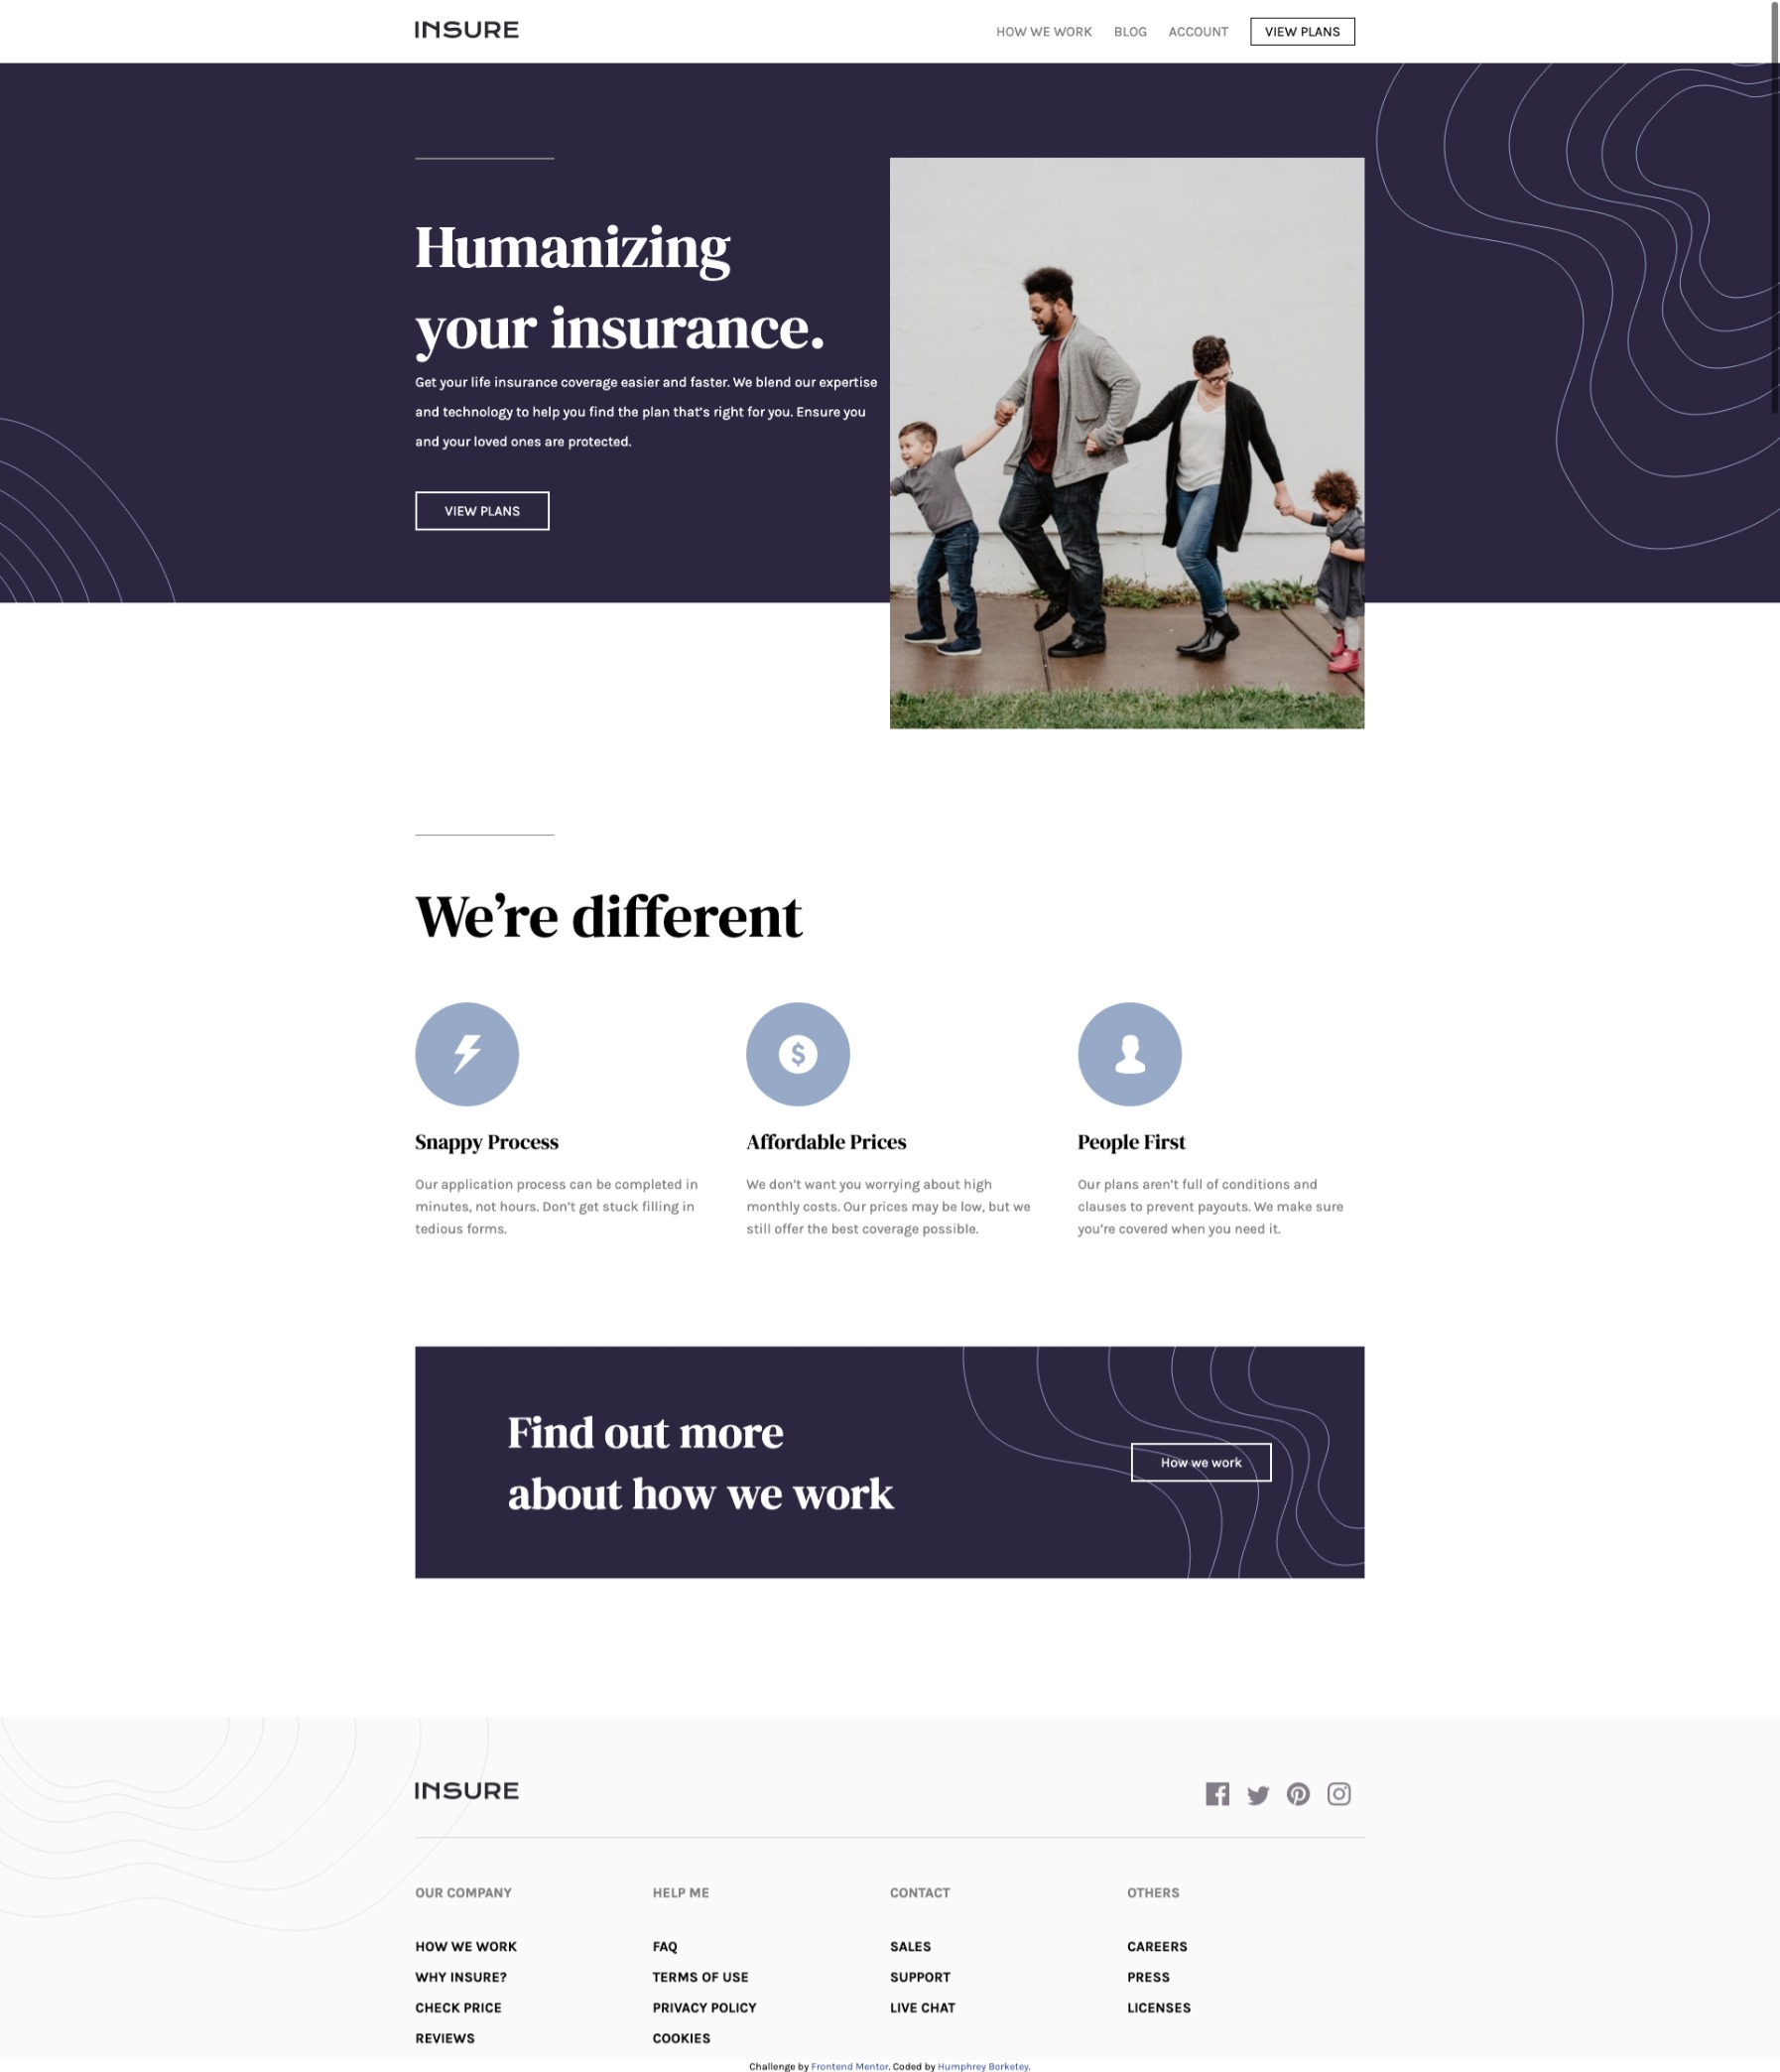 INSURE
HOW WE WORK BLOG ACCOUNT VIEW PLANS
Humanizing
your insurance.
Get your life insurance coverage easier and faster. We blend our expertise
and technology to help you find the plan that's right for you. Ensure you
and your loved ones are protected.
VIEW PLANS
We’re different
Snappy Process
Our application process can be completed in
minutes, not hours. Don’t get stuck filling in
tedious forms.
Affordable Prices
We don’t want you worrying about high
monthly costs. Our prices may be low, but we
still offer the best coverage possible.
People First
Our plans aren’t full of conditions and
clauses to prevent payouts. We make sure
you’re covered when you need it.
Find out more
about how we work
How we work
INSURE
OUR COMPANY
HOW WE WORK
WHY INSURE?
CHECK PRICE
REVIEWS
HELP ME
FAQ
TERMS OF USE
PRIVACY POLICY
COOKIES
CONTACT
SALES
SUPPORT
LIVE CHAT
OTHERS
CAREERS
PRESS
LICENSES
Challenge by Frontend Mentor. Coded by Humphrey Borketey.